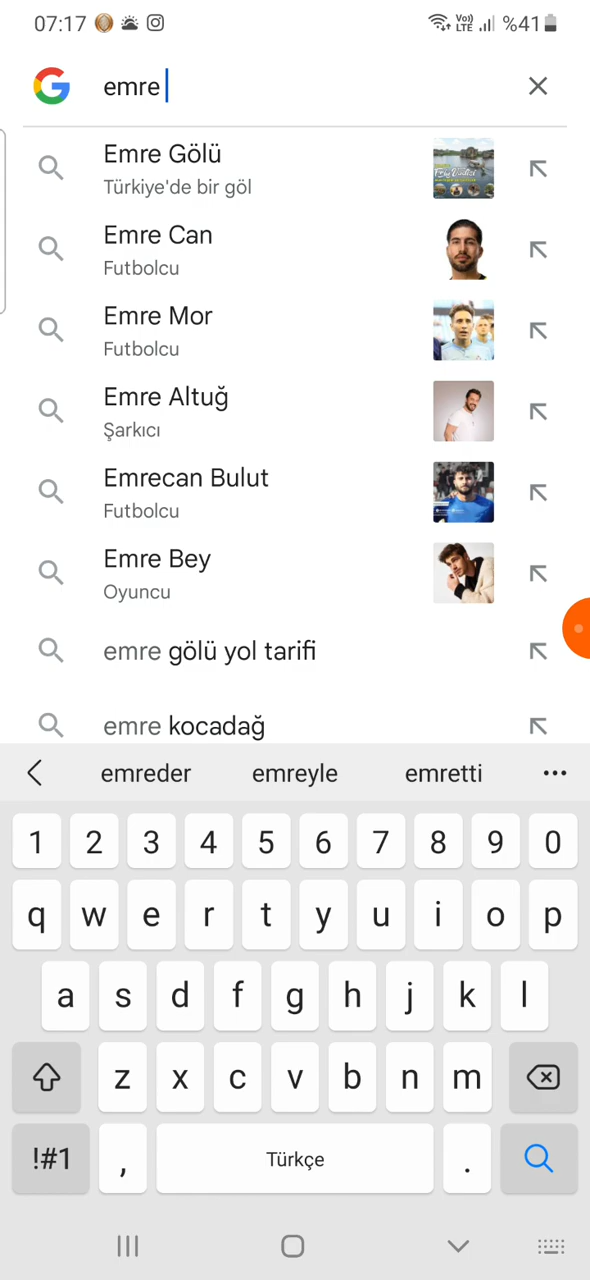 07:17 Vo)) LTE %41
emre
Emre Gölü
Türkiye'de bir göl
Emre Can
Futbolcu
Emre Mor
Futbolcu
Emre Altuğ
Şarkıcı
Emrecan Bulut
Futbolcu
Emre Bey
Oyuncu
emre gölü yol tarifi
emre kocadağ
emreder emreyle emretti
1 2 3 4 5 6 7 8 9 0
q w e r t y u i o p
a s d f g h j k l
z x c v b n m
!#1 , Türkçe .